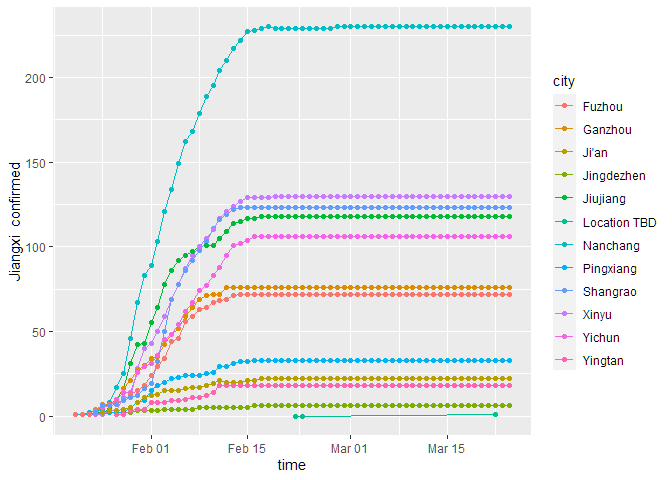 Jiangxi confirmed
200
150
100
50
0
Feb 01
Feb 15
Mar 01
Mar 15
time
city
Fuzhou
Ganzhou
Ji'an
Jingdezhen
Jiujiang
Location TBD
Nanchang
Pingxiang
Shangrao
Xinyu
Yichun
Yingtan